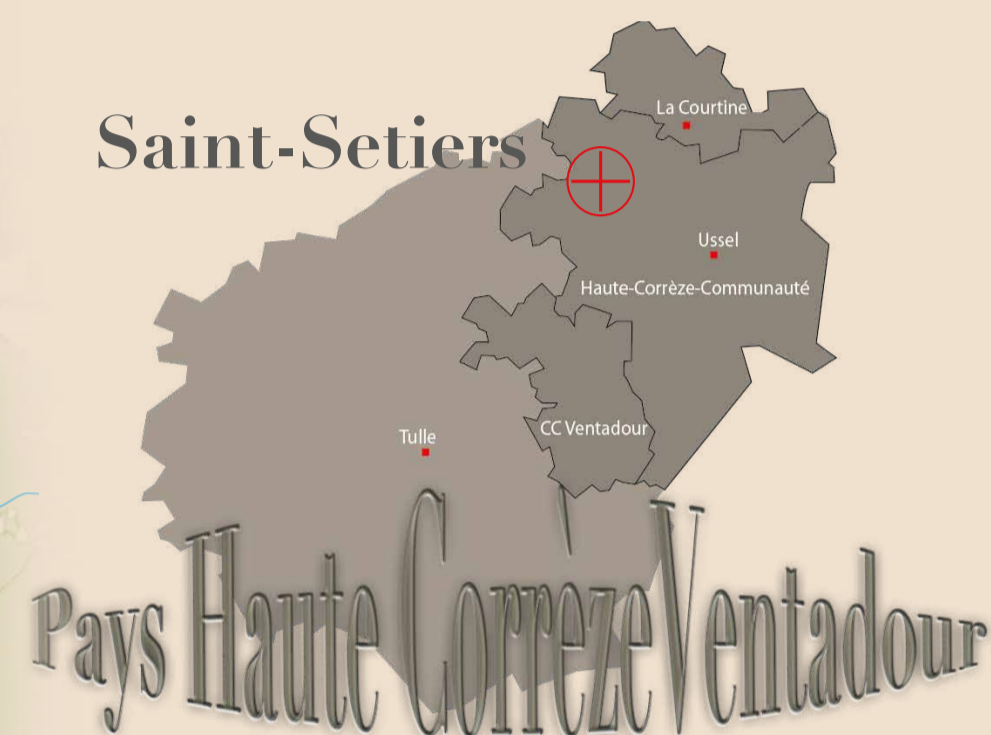 La Courtine
Saint-Setiers
Ussel
Haute-Corrèze-Communauté
CC Ventadour
Tulle
Pays Haute Corrèze Ventadour